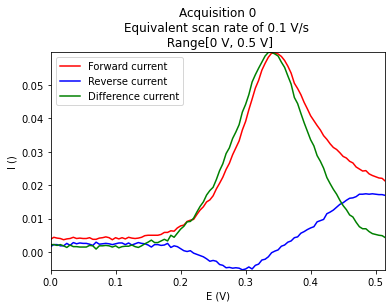 Acquisition 0
Equivalent scan rate of 0.1 V/s
Range[0 V, 0.5 V]
Forward current
Reverse current
Difference current
0.05
0.04
0.03
0.02
0.01
0.00
I ()
0.0 0.1 0.2 0.3 0.4 0.5
E (V)